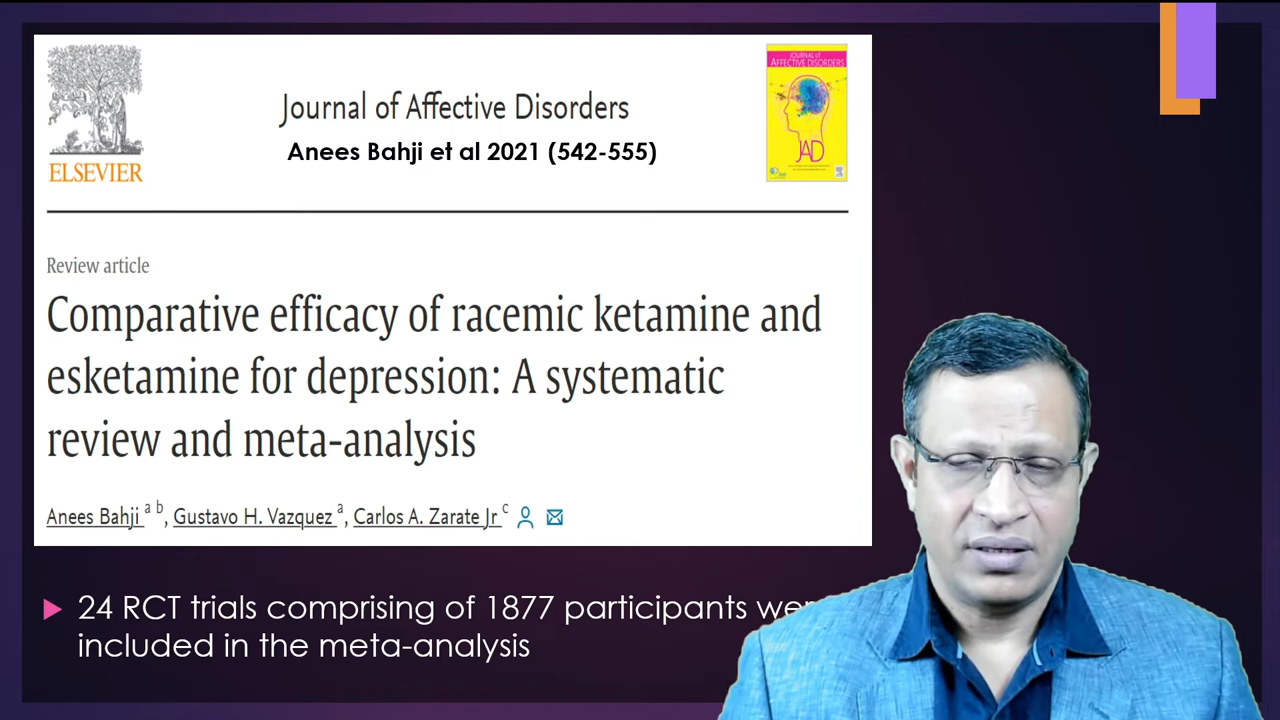 ELSEVIER
Journal of Affective Disorders
Anees Bahji et al 2021 (542-555)
JOURNAL of
AFFECTIVE DISORDERS
JAD
Review article
Comparative efficacy of racemic ketamine and
esketamine for depression: A systematic
review and meta-analysis
Anees Bahji a b, Gustavo H. Vazquez a, Carlos A. Zarate Jr c
24 RCT trials comprising of 1877 participants
included in the meta-analysis